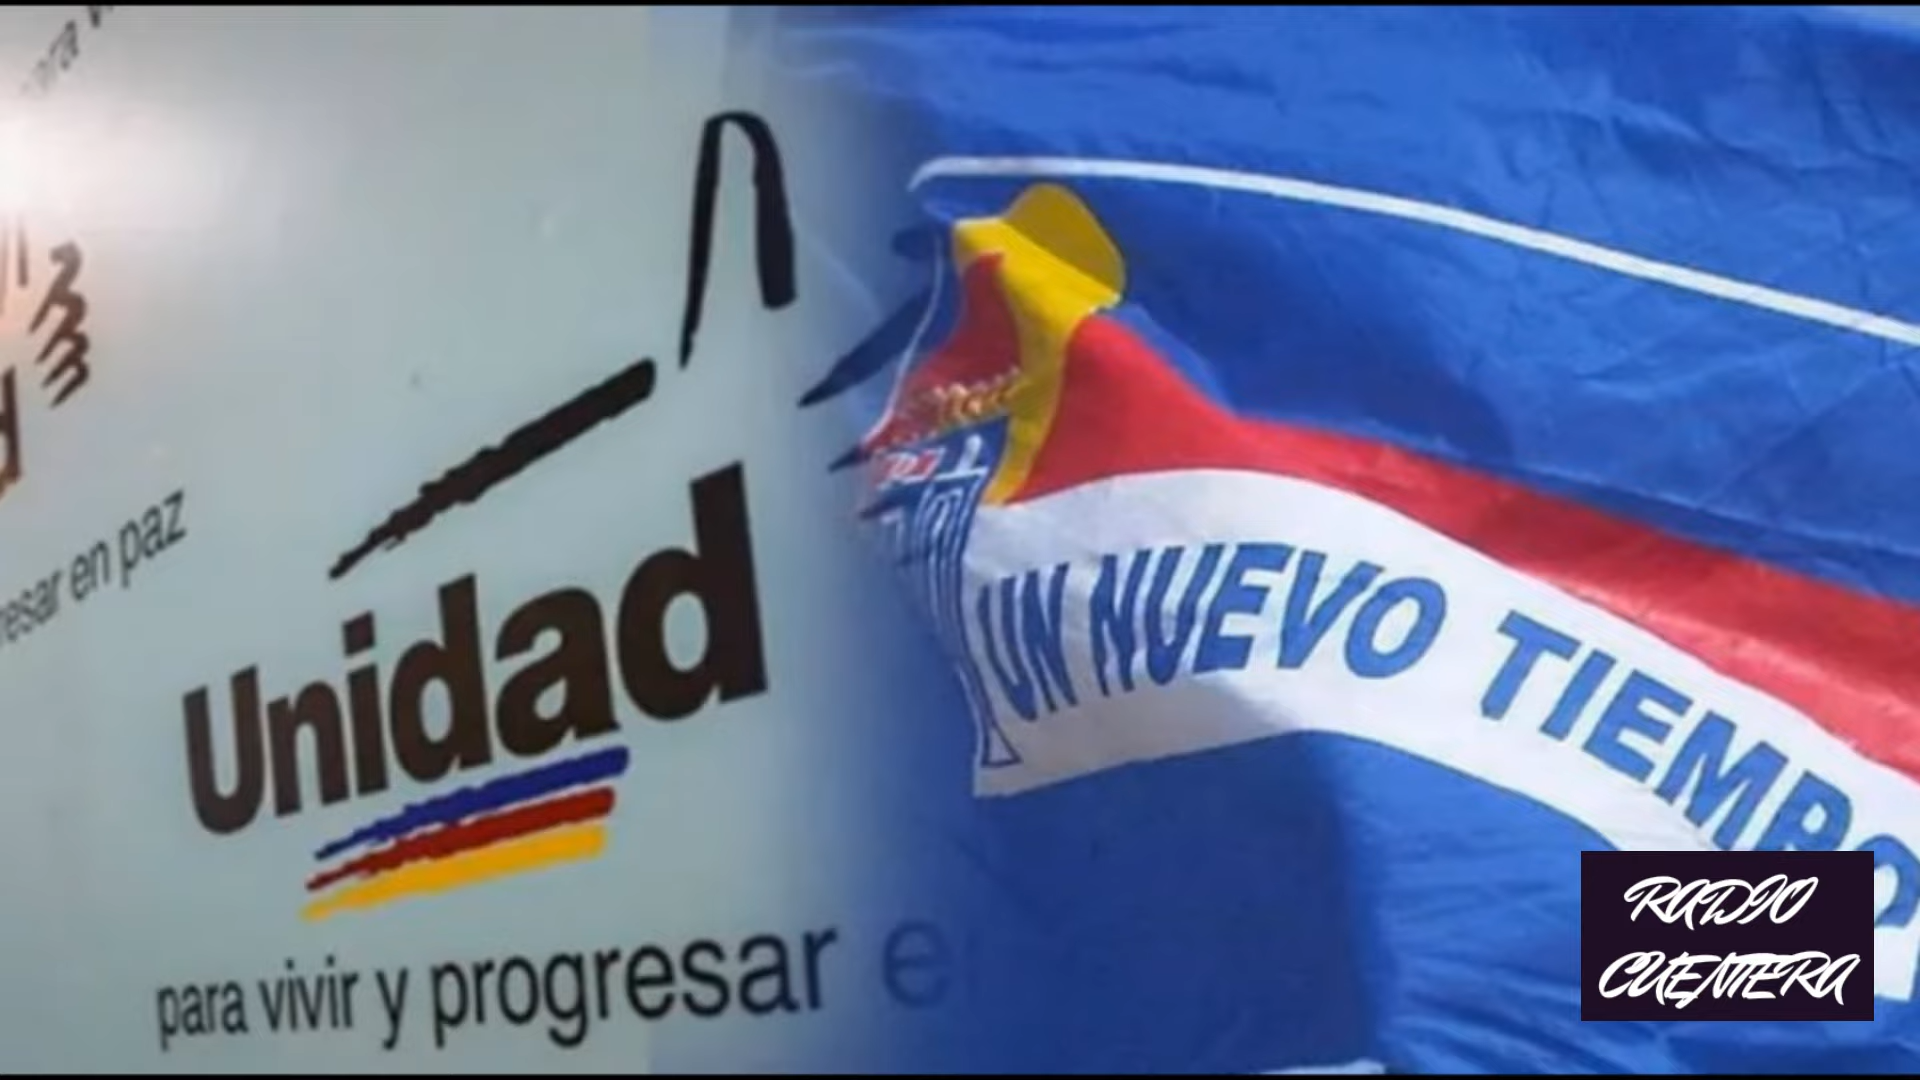 resar en paz
Unidad
para vivir y progresar e
UN NUEVO TIEMPO
RADIO
CUENTERA